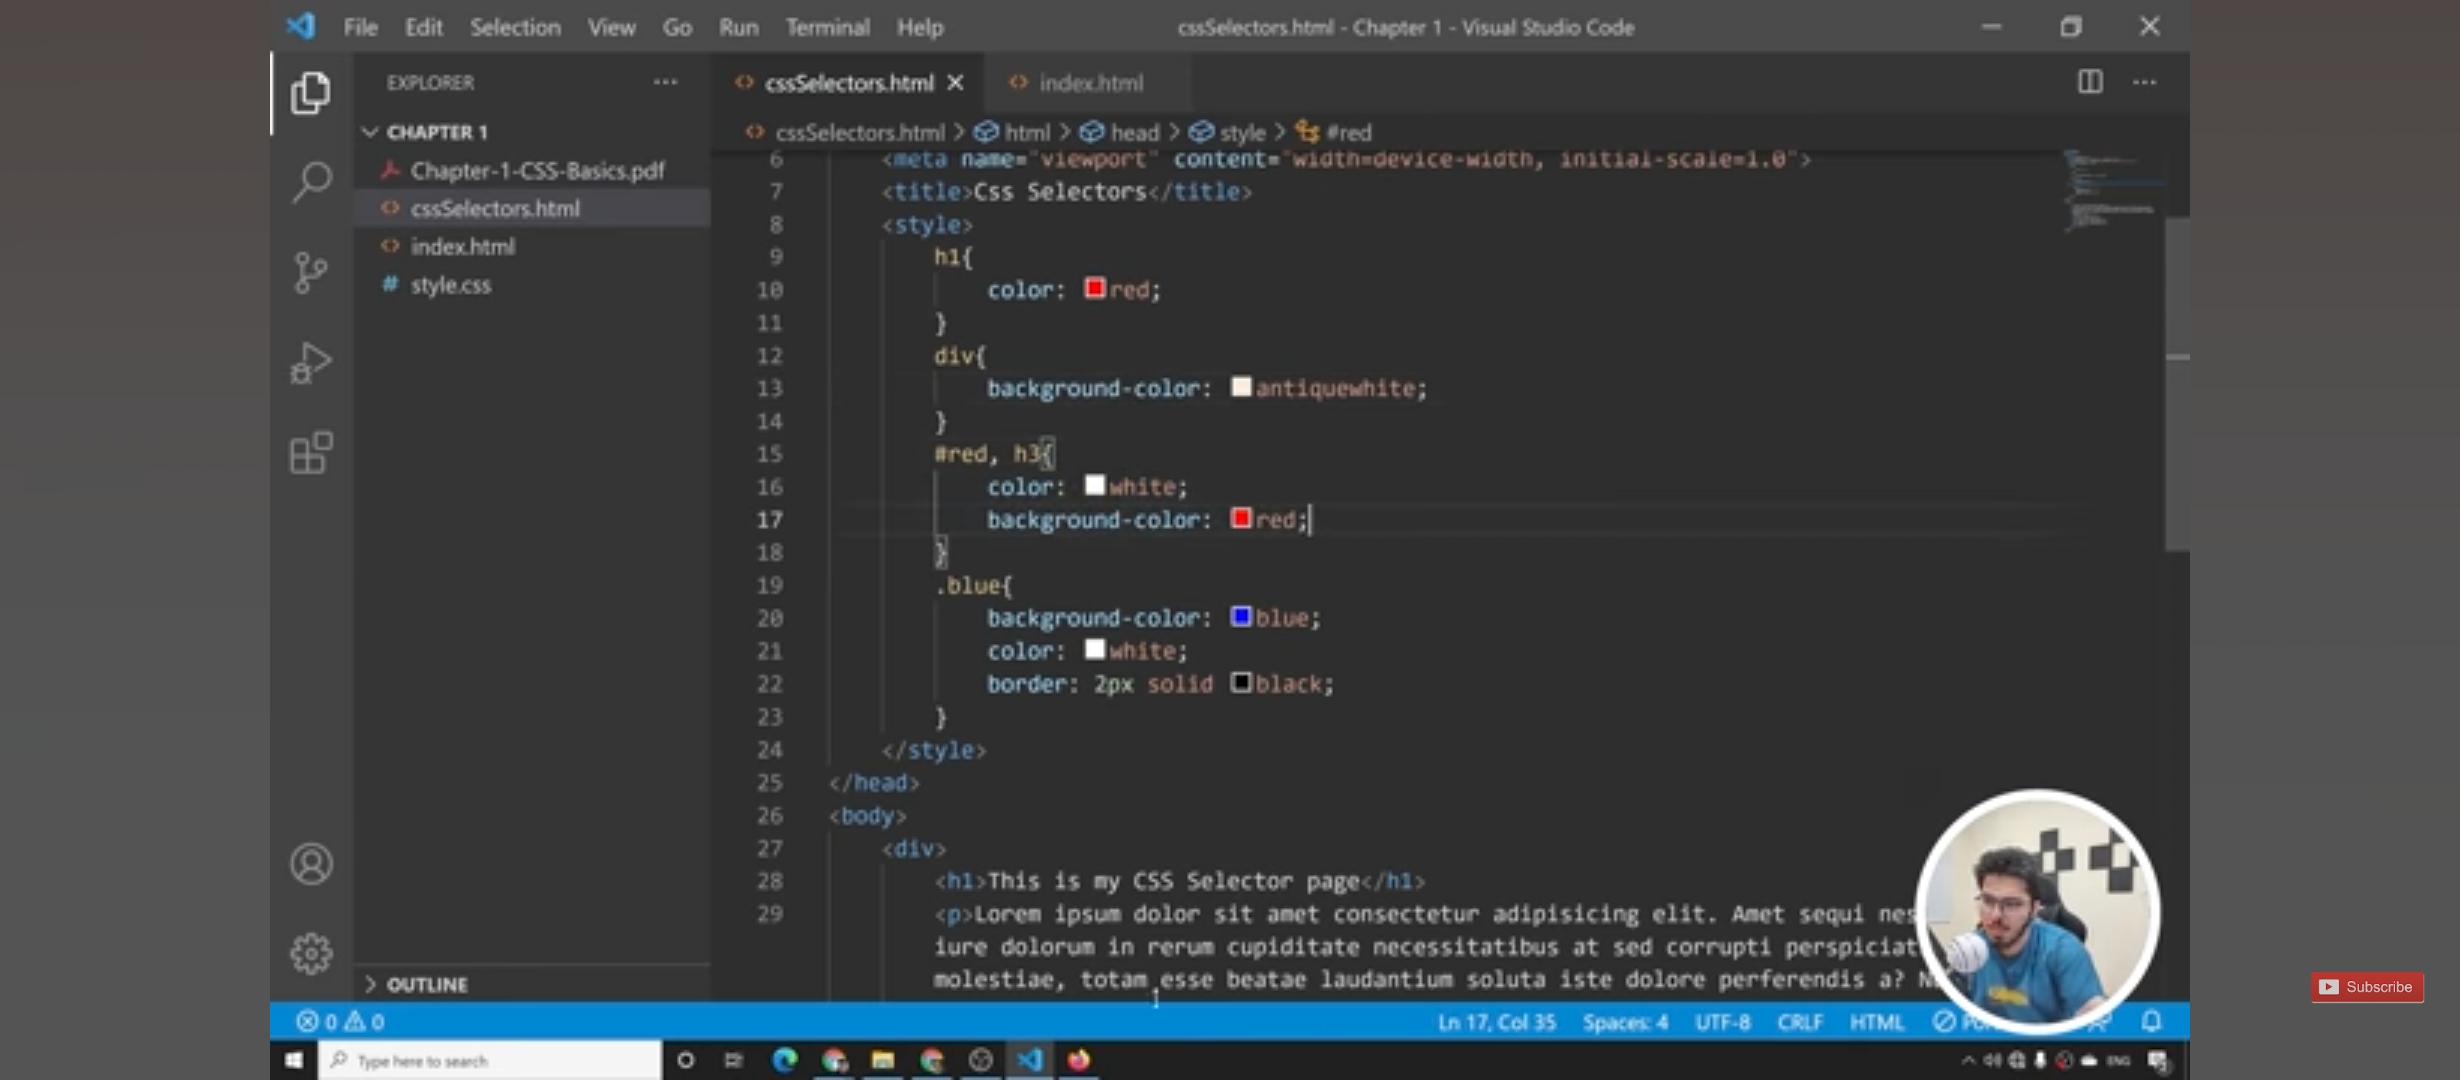 File Edit Selection View Go Run Terminal Help cssSelectors.html - Chapter 1 - Visual Studio Code
EXPLORER
cssSelectors.html
index.html
CHAPTER 1
cssSelectors.html > html > head > style > #red
Chapter-1-CSS-Basics.pdf
cssSelectors.html
index.html
style.css
6 <meta name="viewport" content="width=device-width, initial-scale=1.0">
7 <title>Css Selectors</title>
8 <style>
9 h1{
10 color: red;
11 }
12 div{
13 background-color: antiquewhite;
14 }
15 #red, h3{
16 color: white;
17 background-color: red;
18 }
19 .blue{
20 background-color: blue;
21 color: white;
22 border: 2px solid black;
23 }
24 </style>
25 </head>
26 <body>
27 <div>
28 <h1>This is my CSS Selector page</h1>
29 <p>Lorem ipsum dolor sit amet consectetur adipisicing elit. Amet sequi
iure dolorum in rerum cupiditate necessitatibus at sed corrupti
molestiae, totam esse beatae laudantium soluta iste dolore perferendis a?
OUTLINE
Subscribe
0 0 Ln 17, Col 35 Spaces: 4 UTF-8 CRLF HTML
Type here to search
ENG